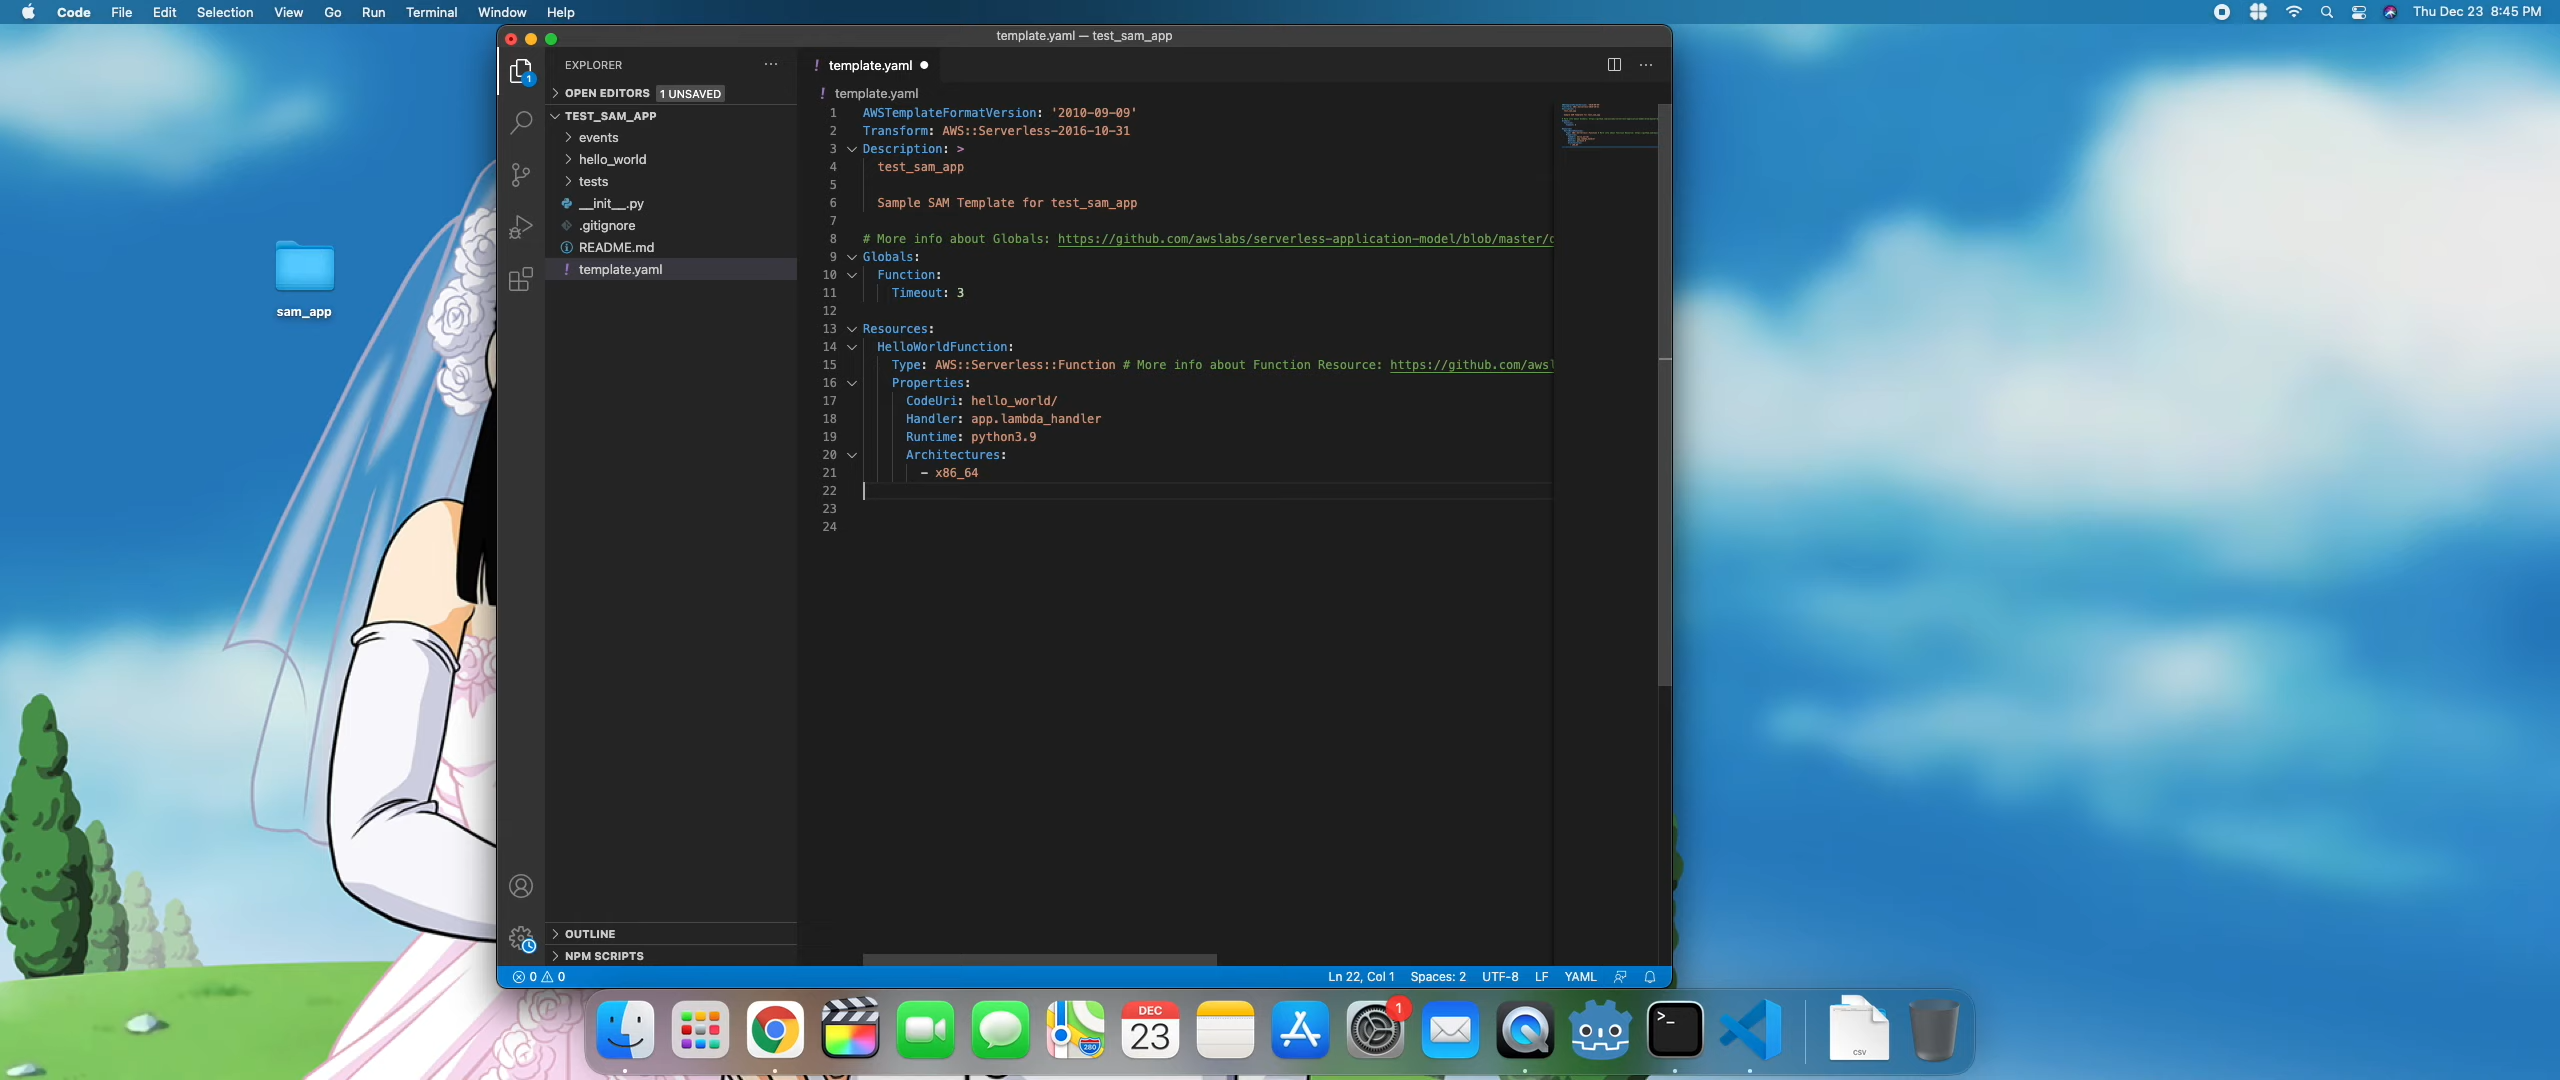 Code File Edit Selection View Go Run Terminal Window Help
Thu Dec 23 8:45 PM
template.yaml — test_sam_app
EXPLORER
OPEN EDITORS 1 UNSAVED
TEST_SAM_APP
events
hello_world
tests
__init__.py
.gitignore
README.md
! template.yaml
OUTLINE
NPM SCRIPTS
1
! template.yaml
! template.yaml
1 AWSTemplateFormatVersion: '2010-09-09'
2 Transform: AWS::Serverless-2016-10-31
3 Description: >
4 test_sam_app
5
6 Sample SAM Template for test_sam_app
7
8 # More info about Globals: https://github.com/awslabs/serverless-application-model/blob/master/
9 Globals:
10 Function:
11 Timeout: 3
12
13 Resources:
14 HelloWorldFunction:
15 Type: AWS::Serverless::Function # More info about Function Resource: https://github.com/aws
16 Properties:
17 CodeUri: hello_world/
18 Handler: app.lambda_handler
19 Runtime: python3.9
20 Architectures:
21 - x86_64
22
23
24
0 0
Ln 22, Col 1 Spaces: 2 UTF-8 LF YAML
sam_app
280
DEC
23
1
>_
CSV